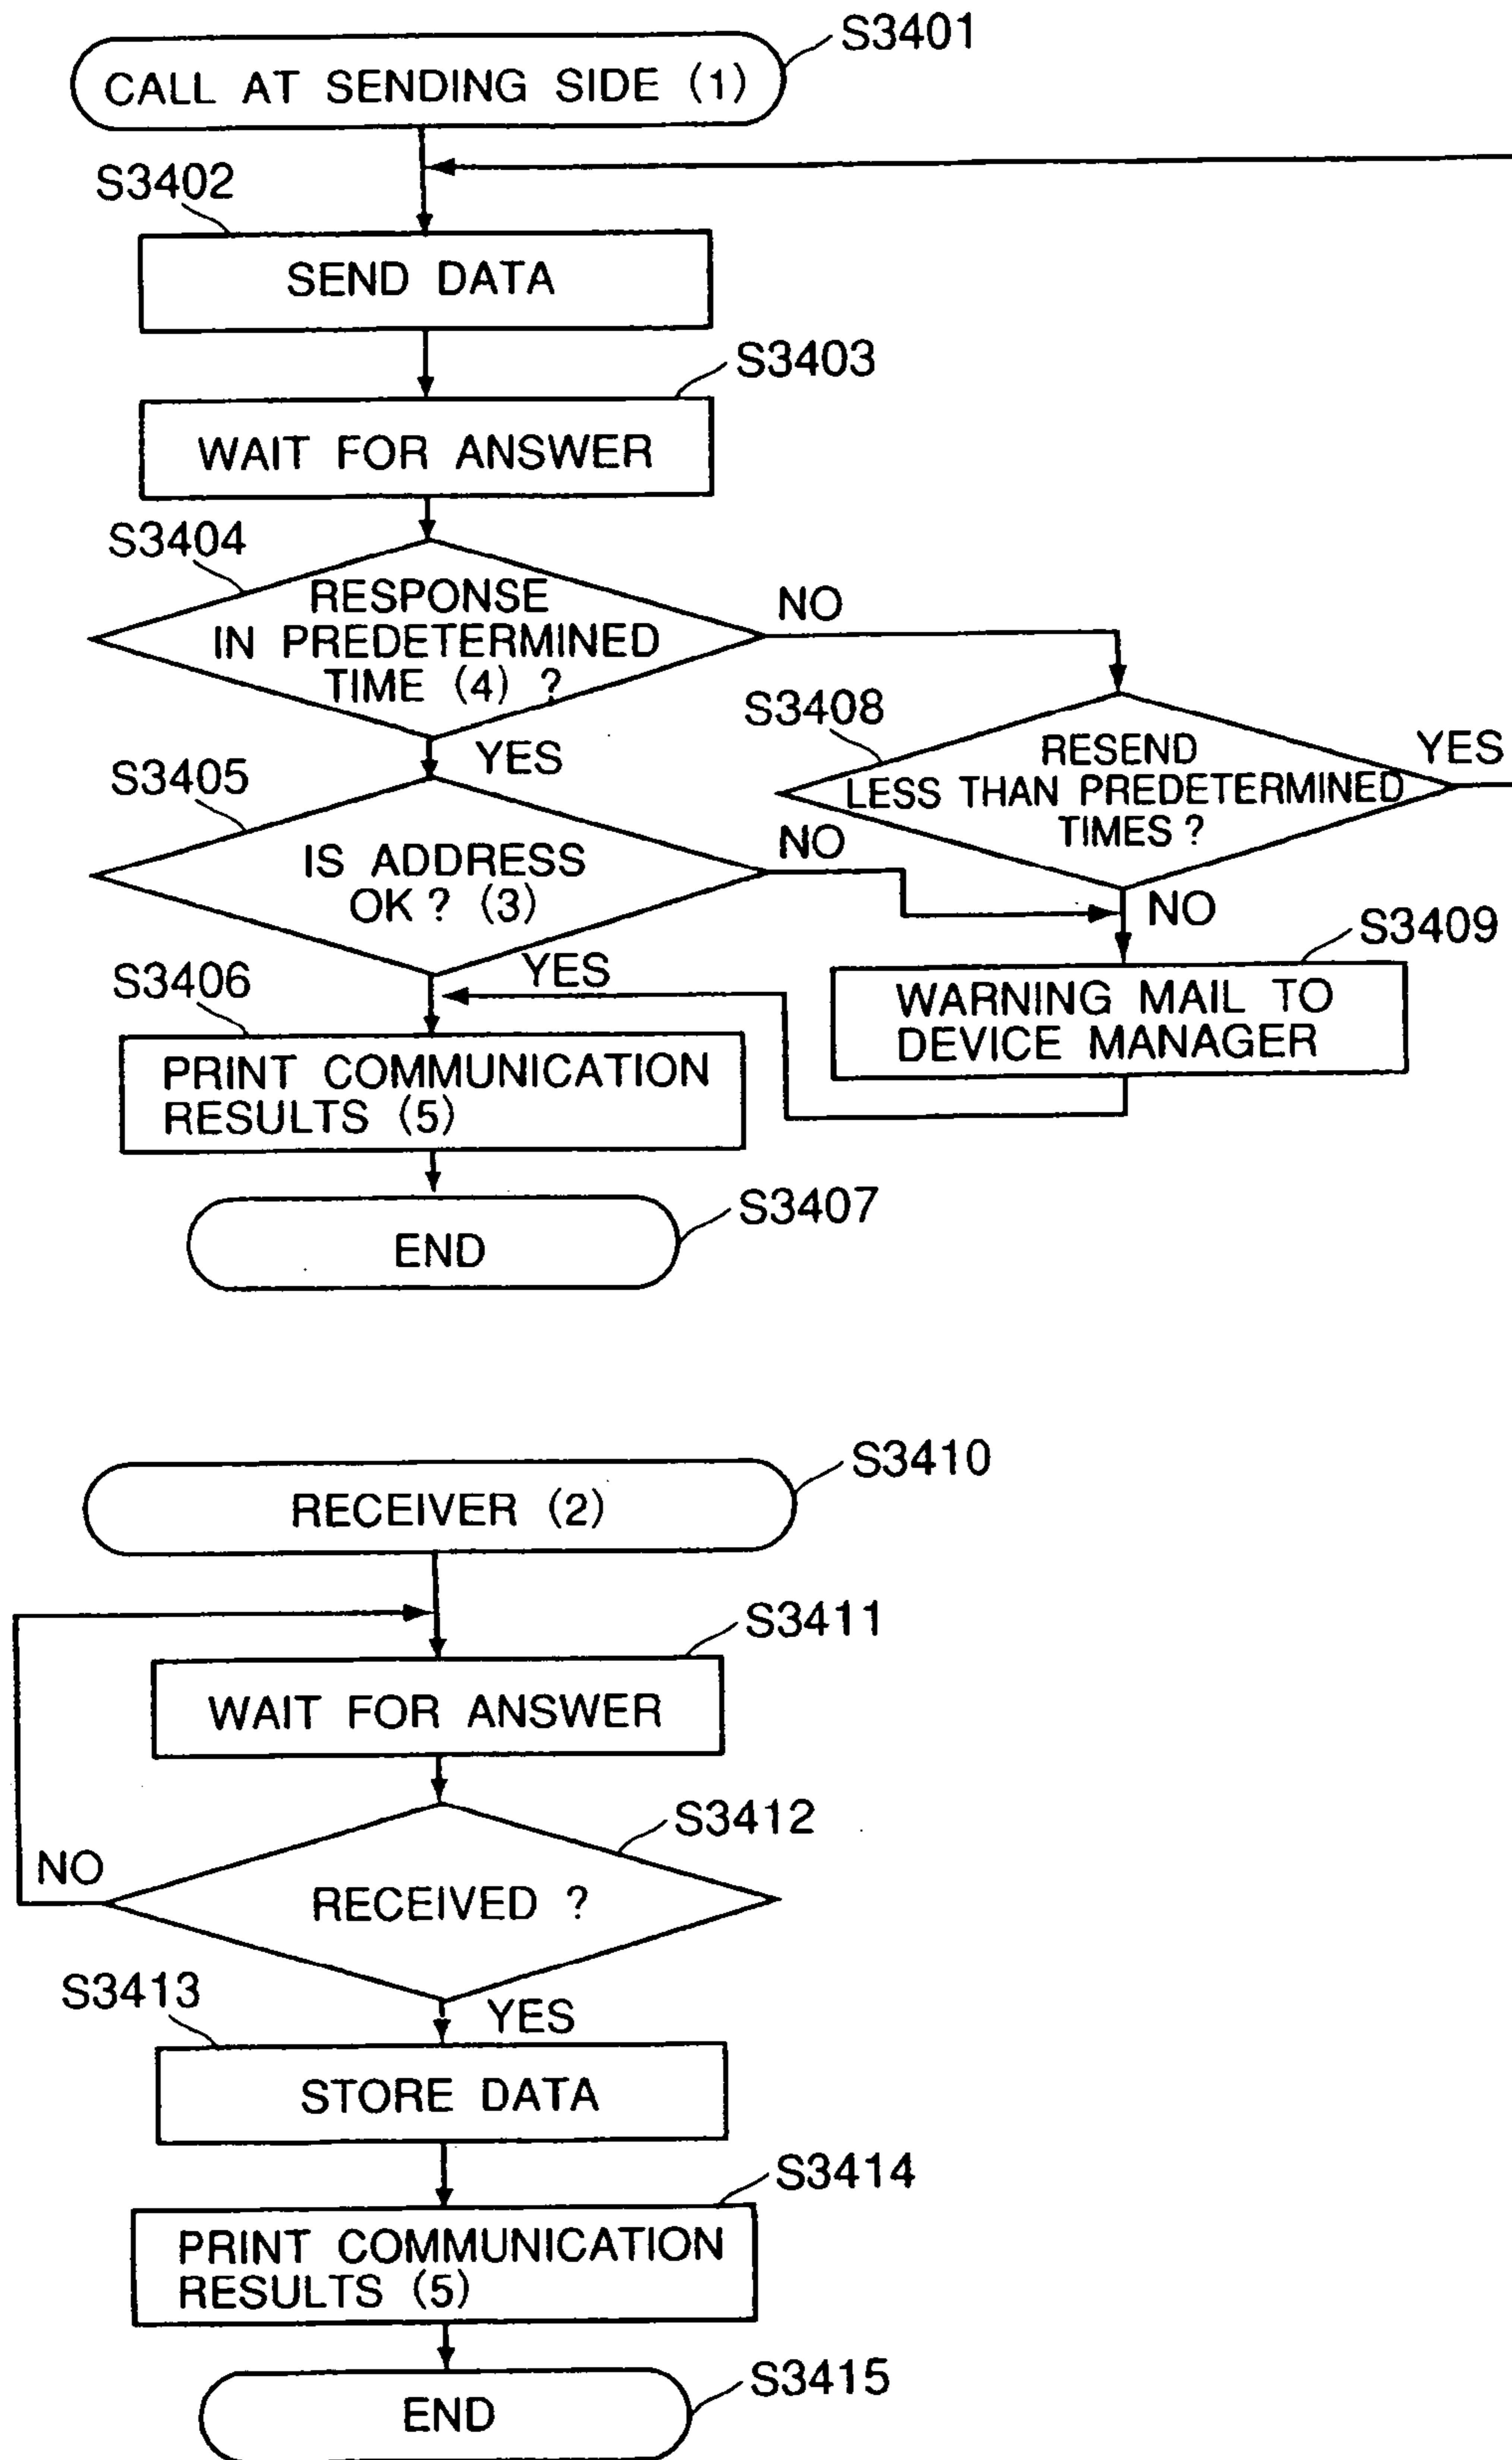 S3401
CALL AT SENDING SIDE (1)
S3402
SEND DATA
S3403
WAIT FOR ANSWER
S3404
RESPONSE
IN PREDETERMINED
TIME (4) ?
NO
YES
S3408
RESEND
LESS THAN PREDETERMINED
TIMES ?
YES
NO
S3405
IS ADDRESS
OK ? (3)
NO
YES
S3409
WARNING MAIL TO
DEVICE MANAGER
S3406
PRINT COMMUNICATION
RESULTS (5)
S3407
END
S3410
RECEIVER (2)
S3411
WAIT FOR ANSWER
S3412
RECEIVED ?
NO
YES
S3413
STORE DATA
S3414
PRINT COMMUNICATION
RESULTS (5)
S3415
END